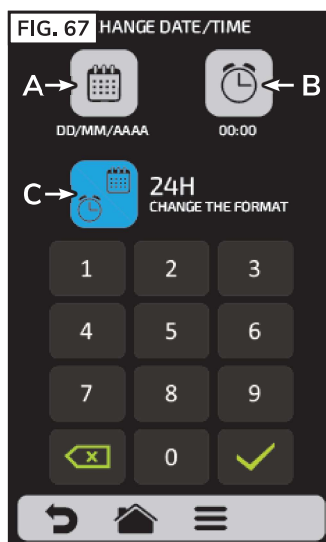 FIG. 67 HANGE DATE/TIME
A B
DD/MM/AAAA 00:00
C 24H
CHANGE THE FORMAT
1 2 3
4 5 6
7 8 9
0